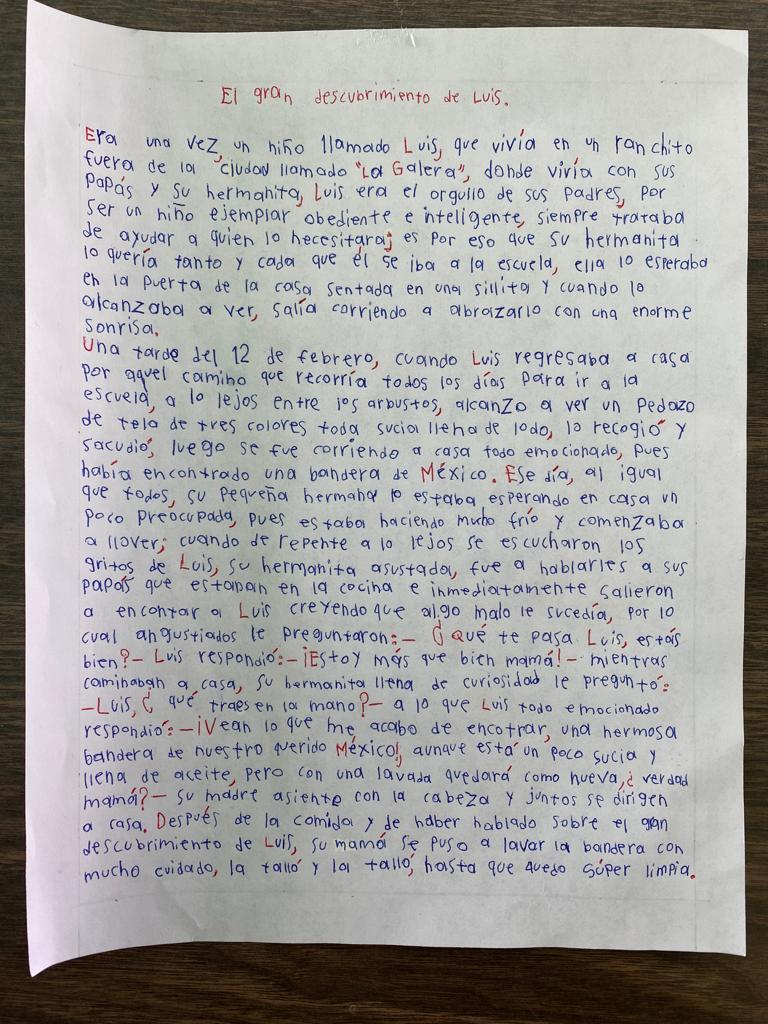 El gran descubrimiento de Luis.
Era una vez, un niño llamado Luis, que vivía en un ranchito
fuera de la ciudad llamado "La Galera", donde vivía con sus
papás y su hermanita, Luis era el orgullo de sus padres, por
ser un niño ejemplar obediente e inteligente, siempre trataba
de ayudar a quien lo necesitara; es por eso que su hermanita
lo quería tanto y cada que él se iba a la escuela, ella lo esperaba
en la puerta de la casa sentada en una sillita y cuando lo
alcanzaba a ver, salía corriendo a abrazarlo con una enorme
sonrisa.
Una tarde del 12 de febrero, cuando Luis regresaba a casa
por aquel camino que recorría todos los días para ir a la
escuela, a lo lejos entre los arbustos, alcanzo a ver un pedazo
de tela de tres colores toda sucia llena de lodo, la recogió y
sacudió, luego se fue corriendo a casa todo emocionado, pues
había encontrado una bandera de México. Ese día, al igual
que todos, su pequeña hermana lo estaba esperando en casa un
poco preocupada, pues estaba haciendo mucho frío y comenzaba
a llover; cuando de repente a lo lejos se escucharon los
gritos de Luis, su hermanita asustada, fue a hablarles a sus
papás que estaban en la cocina e inmediatamente salieron
a encontar a Luis creyendo que algo malo le sucedía, por lo
cual angustiados le preguntaron:-¿Qué te pasa Luis, estás
bien?- Luis respondió:-¡Estoy más que bien mamá!- mientras
caminaban a casa, su hermanita llena de curiosidad le preguntó:
-Luis, ¿qué traes en la mano?- a lo que Luis todo emocionado
respondió:-¡Vean lo que me acabo de encotrar, una hermosa
bandera de nuestro querido México!, aunque está un poco sucia y
llena de aceite, pero con una lavada quedará como nueva, ¿verdad
mamá?- su madre asiente con la cabeza y juntos se dirigen
a casa. Después de la comida y de haber hablado sobre el gran
descubrimiento de Luis, su mamá se puso a lavar la bandera con
mucho cuidado, la talló y la talló, hasta que quedo súper limpia.